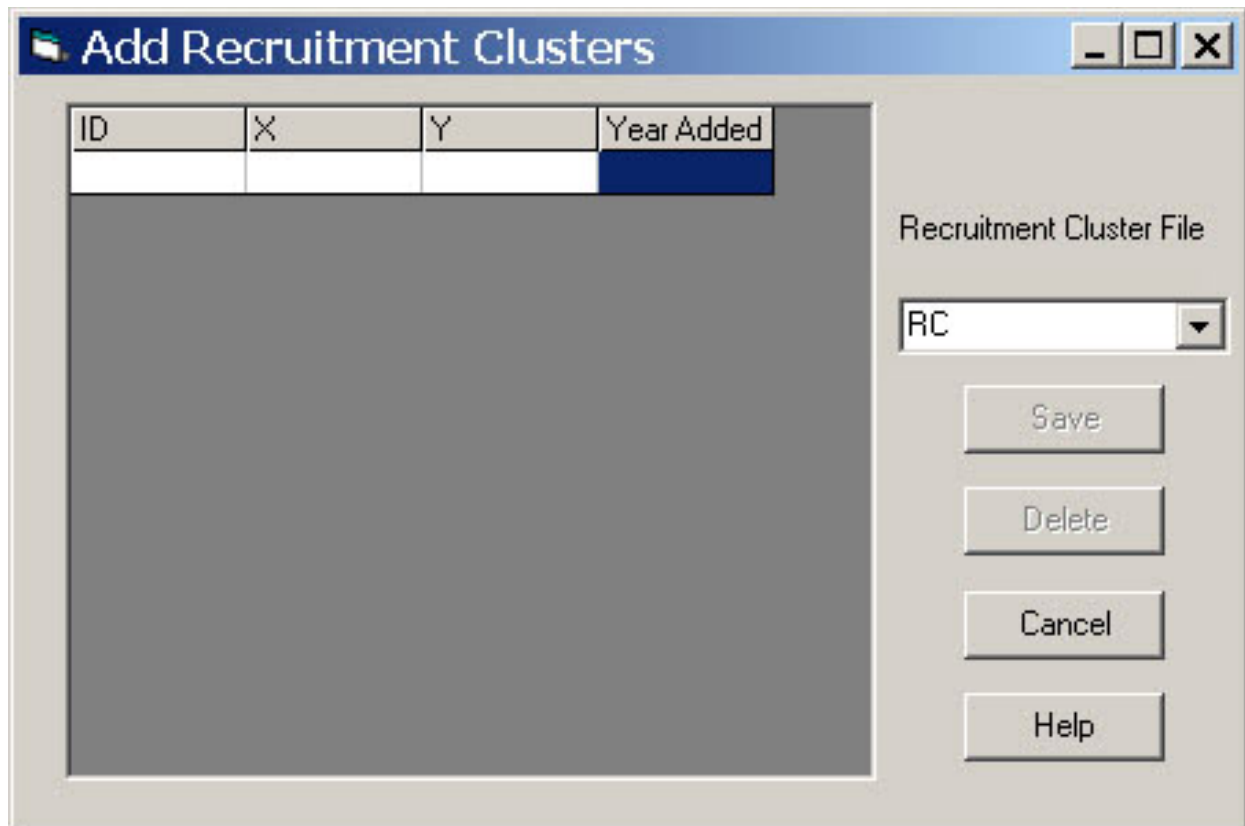 Add Recruitment Clusters
ID X Y Year Added
Recruitment Cluster File
RC
Save
Delete
Cancel
Help